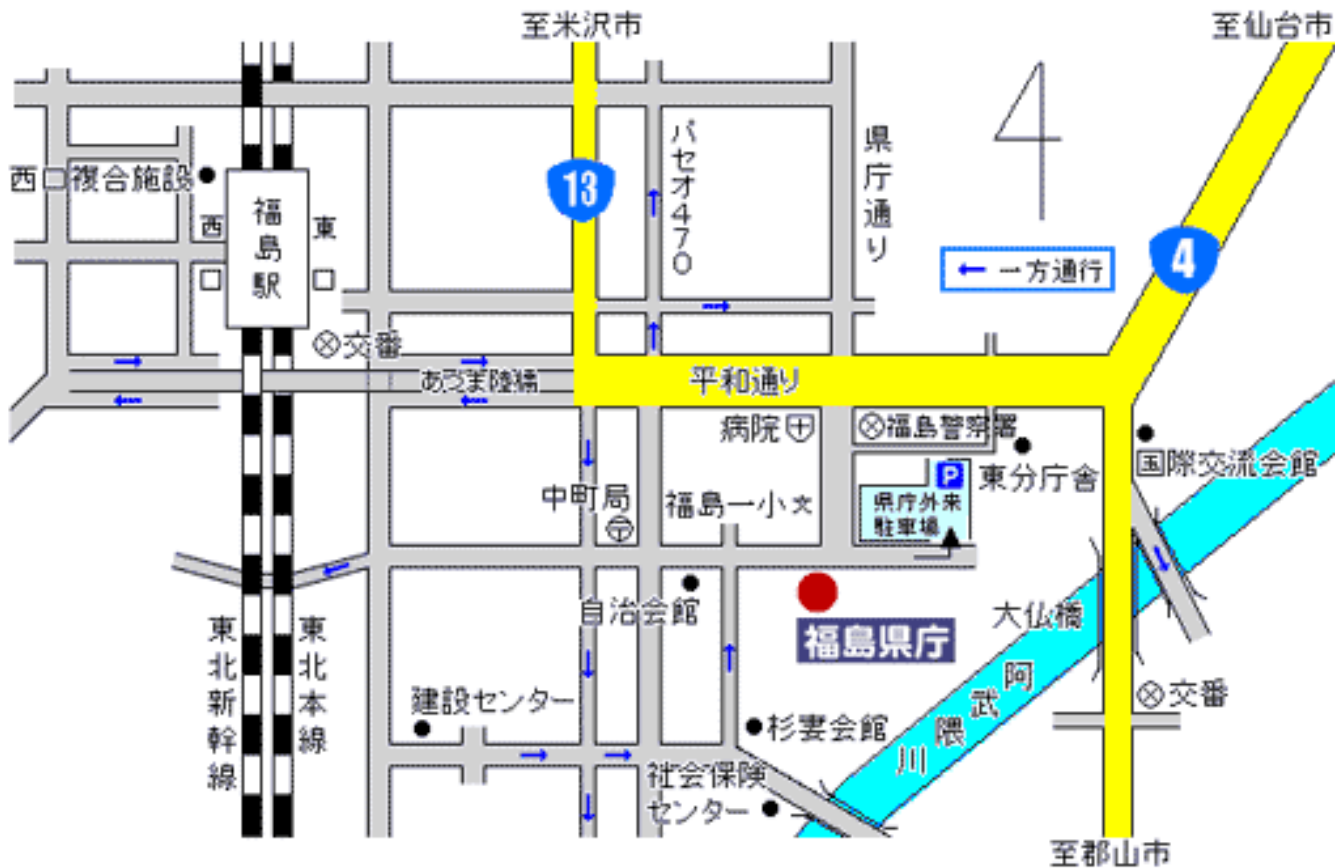 至米沢市
至仙台市
13
パセオ470
県庁通り
西口複合施設
西口
福島駅
東口
4
一方通行
交番
あづま陸橋
平和通り
病院
福島警察署
国際交流会館
P
東分庁舎
中町局
福島一小文
県庁外来
駐車場
自治会館
大仏橋
福島県庁
東北新幹線
東北本線
阿武隈川
建設センター
杉妻会館
交番
社会保険
センター
至郡山市